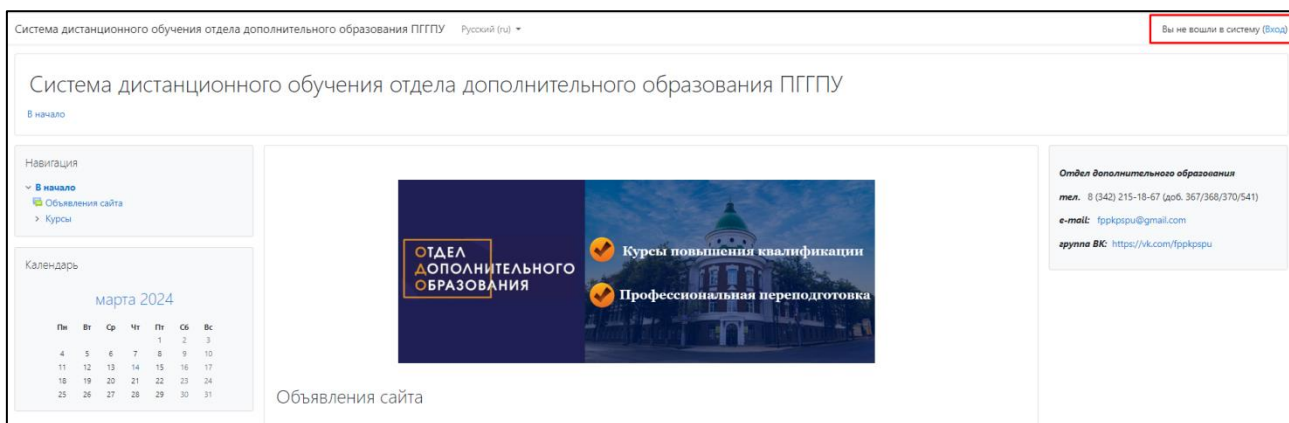 Система дистанционного обучения отдела дополнительного образования ПГГПУ Русский (ru)
Вы не вошли в систему (Вход)
Система дистанционного обучения отдела дополнительного образования ПГГПУ
В начало
Навигация
В начало
Объявления сайта
Курсы
Календарь
марта 2024
Пн Вт Ср Чт Пт Сб Вс
1 2 3
4 5 6 7 8 9 10
11 12 13 14 15 16 17
18 19 20 21 22 23 24
25 26 27 28 29 30 31
ОТДЕЛ
ДОПОЛНИТЕЛЬНОГО
ОБРАЗОВАНИЯ
Курсы повышения квалификации
Профессиональная переподготовка
Объявления сайта
Отдел дополнительного образования
тел. 8 (342) 215-18-67 (доб. 367/368/370/541)
e-mail: fppkpspu@gmail.com
группа ВК: https://vk.com/fppkpspu